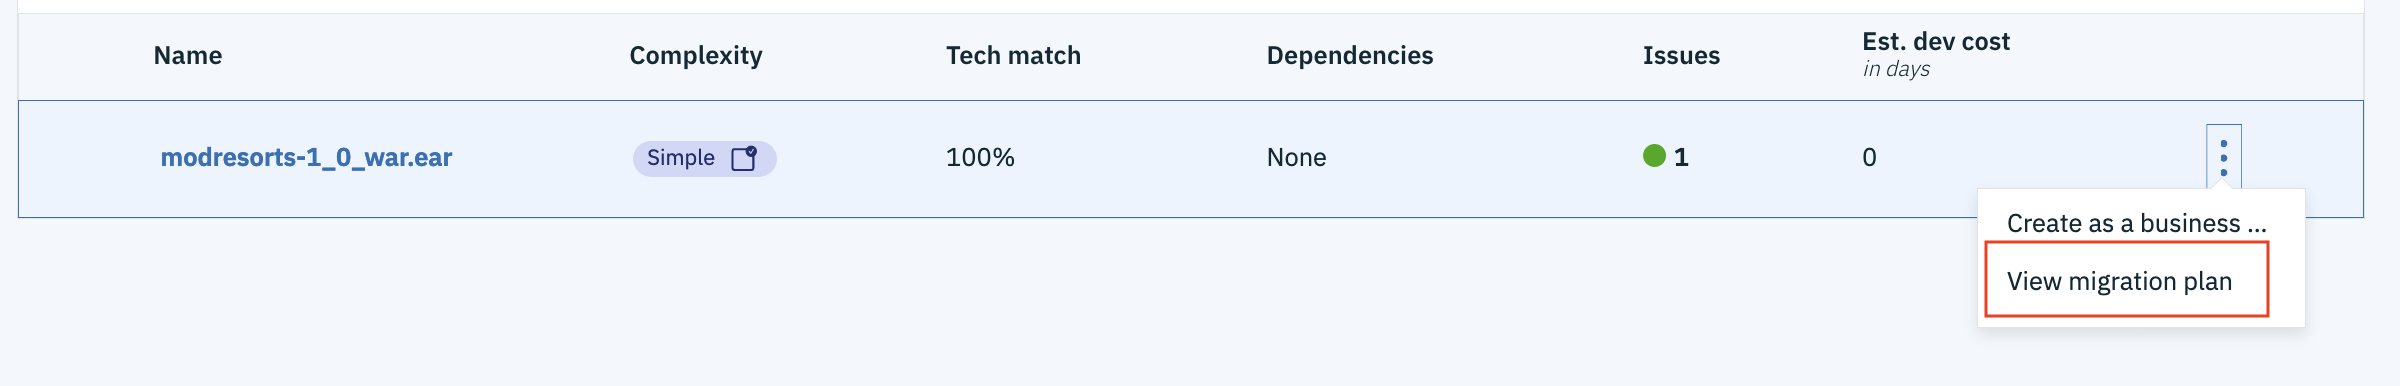 Name Complexity Tech match Dependencies Issues Est. dev cost
in days
modresorts-1_0_war.ear Simple 100% None 1 0
Create as a business ...
View migration plan